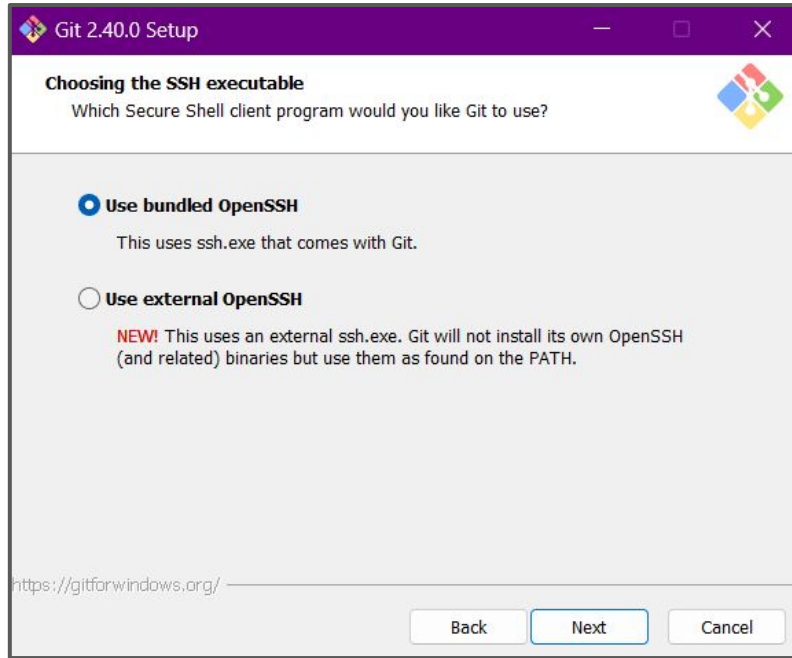 Git 2.40.0 Setup
Choosing the SSH executable
Which Secure Shell client program would you like Git to use?
Use bundled OpenSSH
This uses ssh.exe that comes with Git.
Use external OpenSSH
NEW! This uses an external ssh.exe. Git will not install its own OpenSSH
(and related) binaries but use them as found on the PATH.
https://gitforwindows.org/
Back Next Cancel